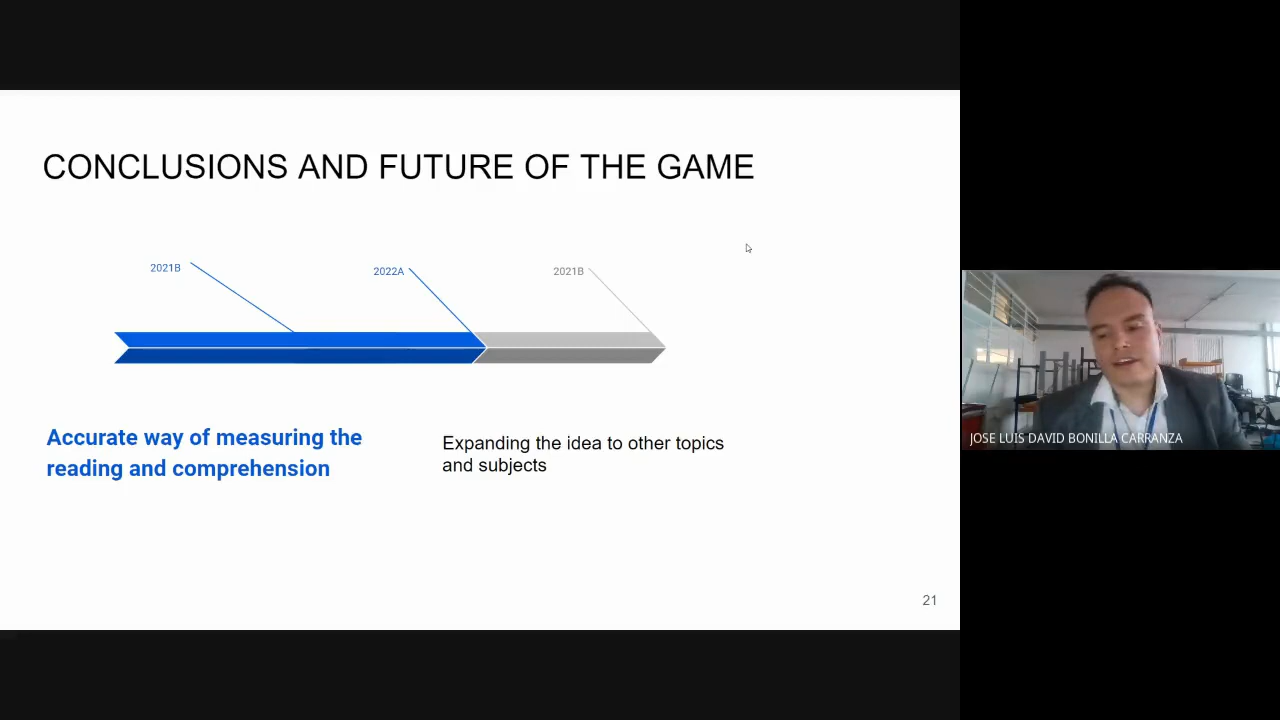 CONCLUSIONS AND FUTURE OF THE GAME
2021B
2022A
2021B
Accurate way of measuring the
reading and comprehension
Expanding the idea to other topics
and subjects
21
JOSE LUIS DAVID BONILLA CARRANZA